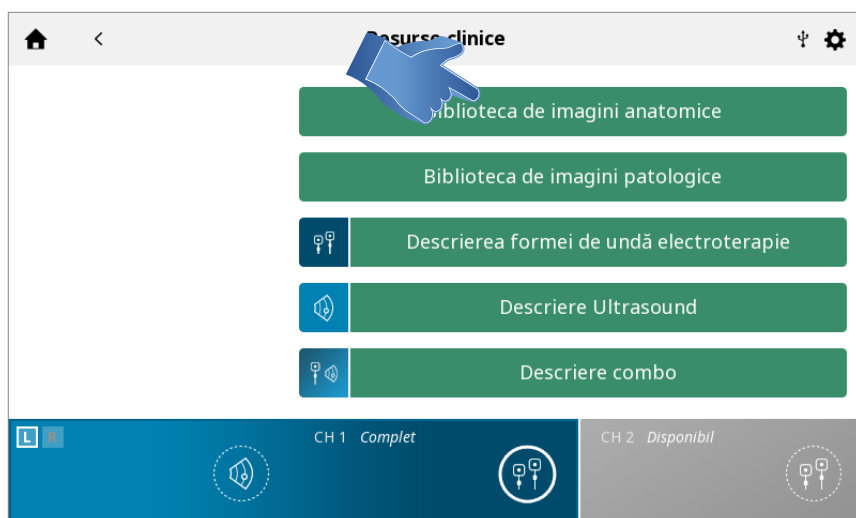 Resurse clinice
Biblioteca de imagini anatomice
Biblioteca de imagini patologice
Descrierea formei de undă electroterapie
Descriere Ultrasound
Descriere combo
L R
CH 1 Complet
CH 2 Disponibil